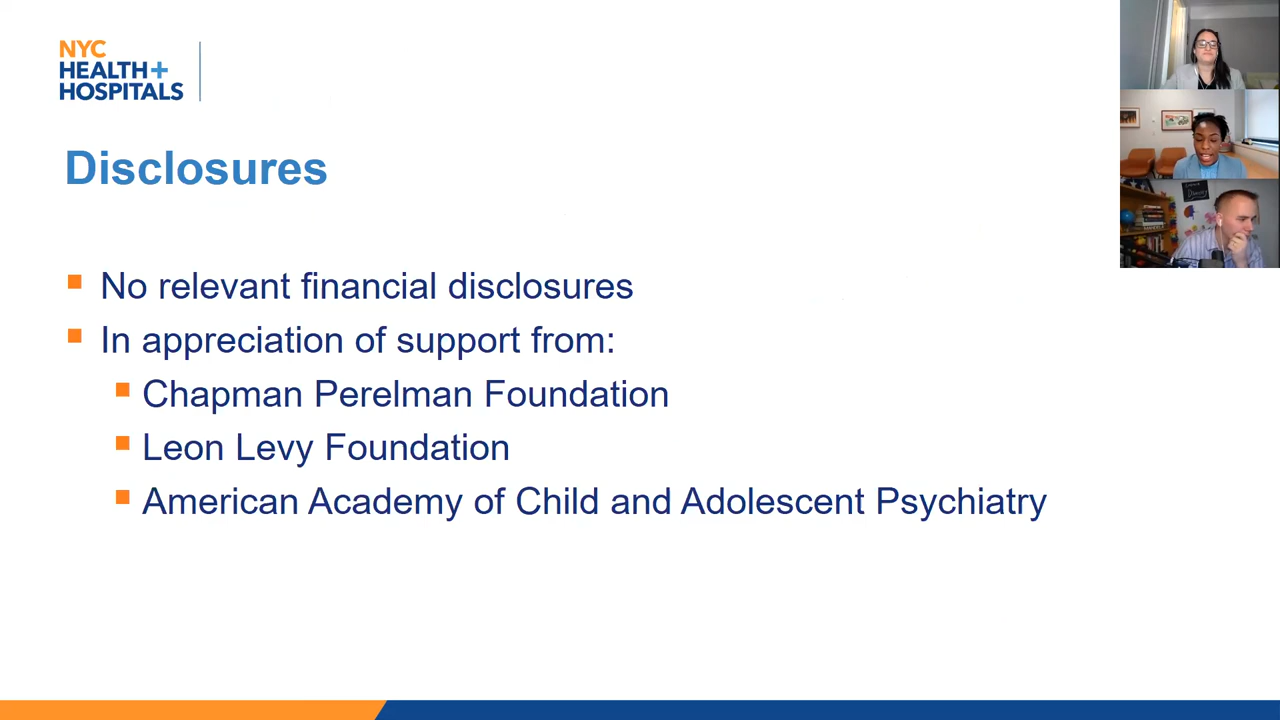 NYC
HEALTH+
HOSPITALS
Disclosures
No relevant financial disclosures
In appreciation of support from:
Chapman Perelman Foundation
Leon Levy Foundation
American Academy of Child and Adolescent Psychiatry